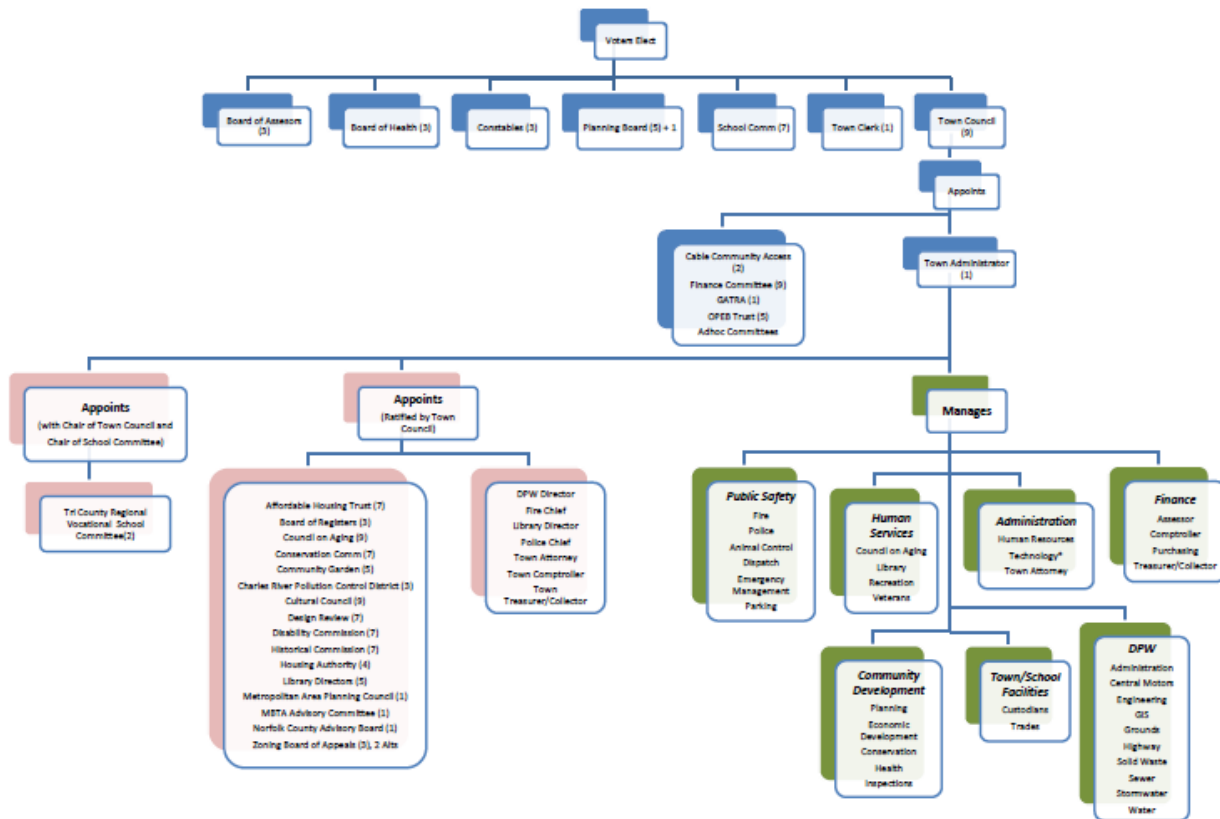 Voters Elect
Board of Assesors
(3)
Board of Health (3)
Constables (3)
Planning Board (5) + 1
School Comm (7)
Town Clerk (1)
Town Council
(9)
Appoints
Cable Community Access
(2)
Finance Committee (9)
GATRA (1)
OPEB Trust (5)
Adhoc Committees
Town Administrator
(1)
Appoints
(with Chair of Town Council and
Chair of School Committee)
Appoints
(Ratified by Town
Council)
Manages
Tri County Regional
Vocational School
Committee(2)
Affordable Housing Trust (7)
Board of Registers (3)
Council on Aging (9)
Conservation Comm (7)
Community Garden (5)
Charles River Pollution Control District (3)
Cultural Council (9)
Design Review (7)
Disability Commission (7)
Historical Commission (7)
Housing Authority (4)
Library Directors (5)
Metropolitan Area Planning Council (1)
MBTA Advisory Committee (1)
Norfolk County Advisory Board (1)
Zoning Board of Appeals (3), 2 Alts
DPW Director
Fire Chief
Library Director
Police Chief
Town Attorney
Town Comptroller
Town
Treasurer/Collector
Public Safety
Fire
Police
Animal Control
Dispatch
Emergency
Management
Parking
Human
Services
Council on Aging
Library
Recreation
Veterans
Administration
Human Resources
Technology*
Town Attorney
Finance
Assessor
Comptroller
Purchasing
Treasurer/Collector
Community
Development
Planning
Economic
Development
Conservation
Health
Inspections
Town/School
Facilities
Custodians
Trades
DPW
Administration
Central Motors
Engineering
GIS
Grounds
Highway
Solid Waste
Sewer
Stormwater
Water